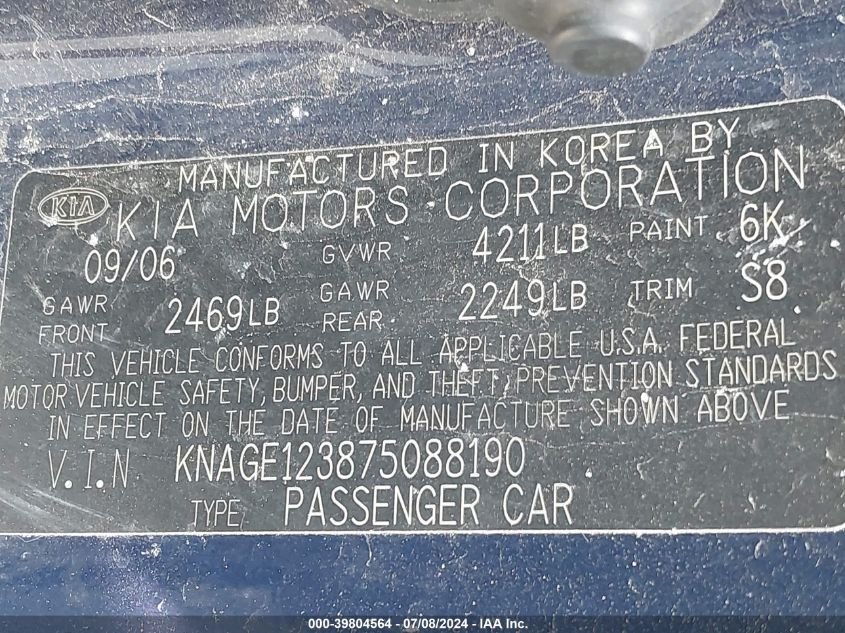 MANUFACTURED IN KOREA BY
KIA KIA MOTORS CORPORATION
09/06 GVWR 4211LB PAINT 6K
GAWR FRONT 2469LB GAWR REAR 2249LB TRIM S8
THIS VEHICLE CONFORMS TO ALL APPLICABLE U.S.A. FEDERAL
MOTOR VEHICLE SAFETY, BUMPER, AND THEFT PREVENTION STANDARDS
IN EFFECT ON THE DATE OF MANUFACTURE SHOWN ABOVE
V.I.N KNAGE123875088190
TYPE PASSENGER CAR
000-39804564 / 07/08/2024 - IAA Inc.